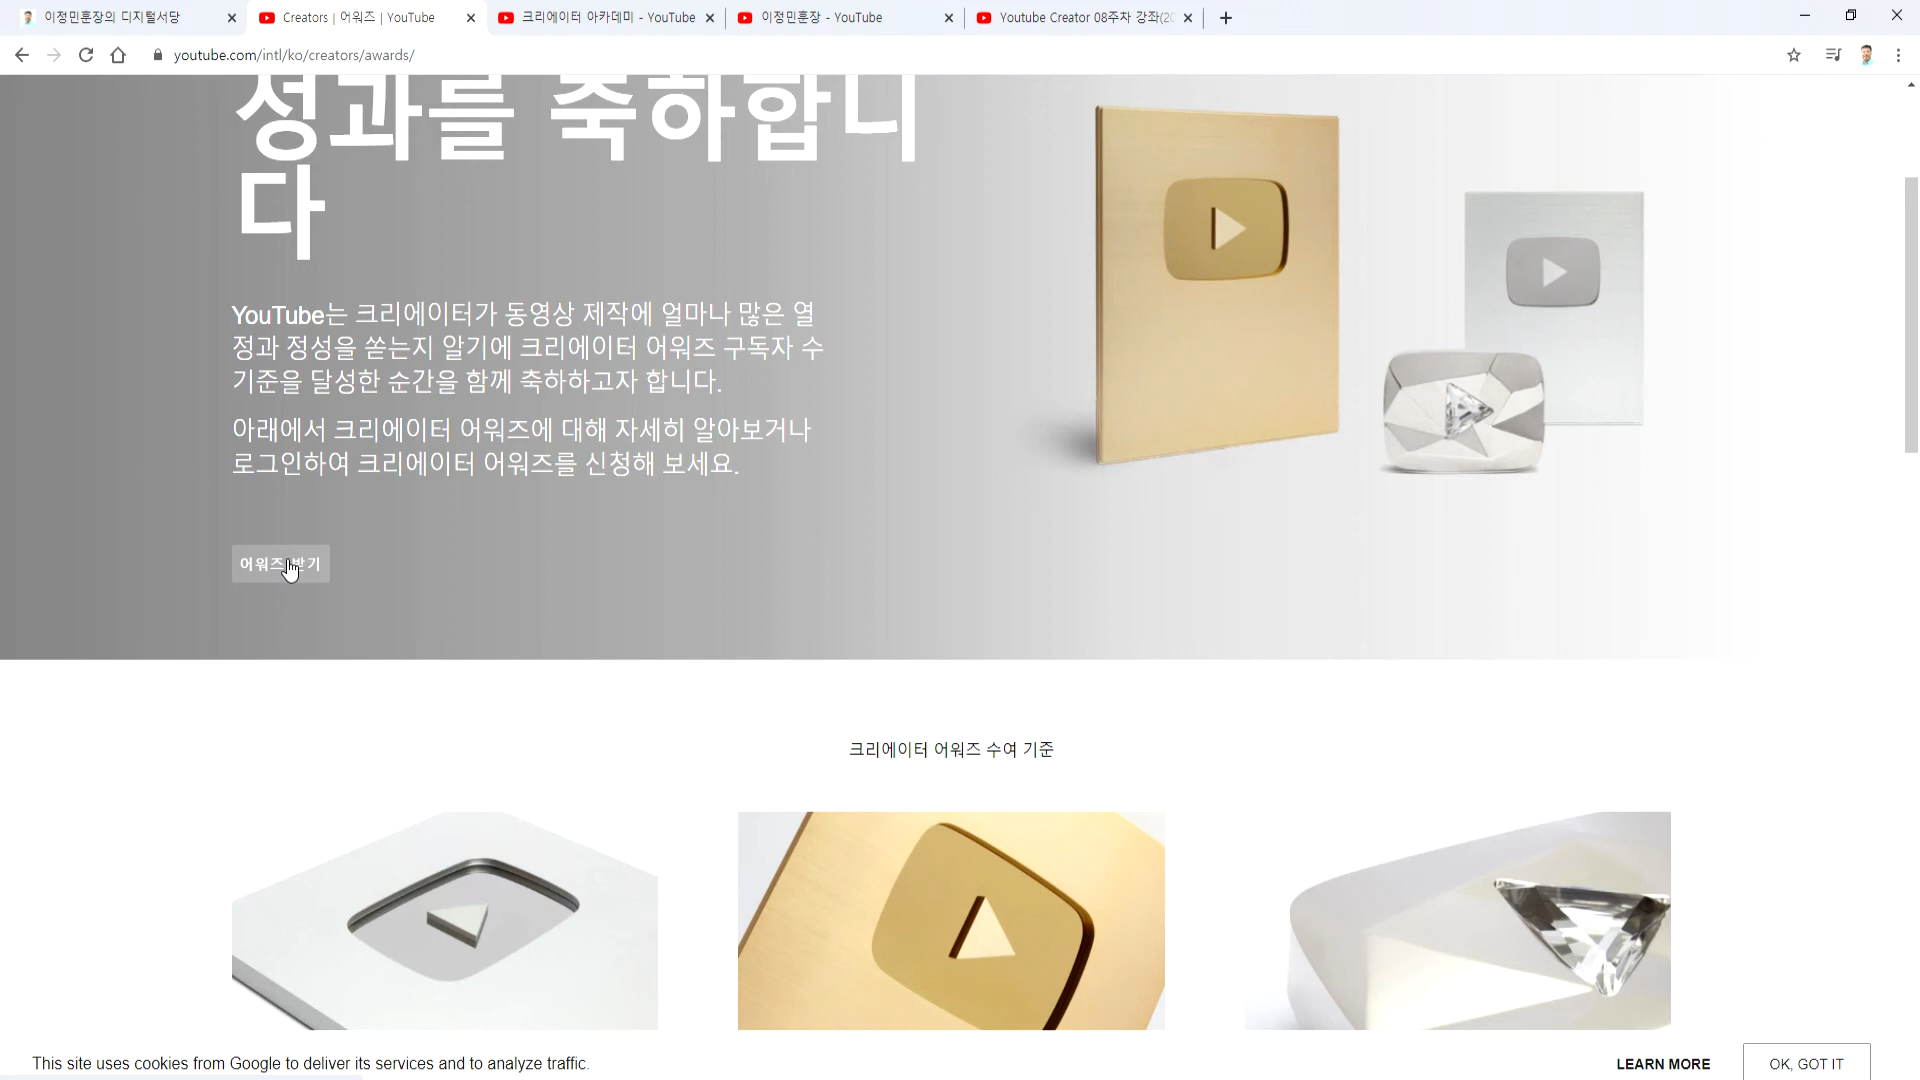 이정민훈장의 디지털서당
Creators | 어워즈 | YouTube
크리에이터 아카데미 - YouTube
이정민훈장 - YouTube
Youtube Creator 08주차 강좌(20
youtube.com/intl/ko/creators/awards/
성과를 축하합니
다
YouTube는 크리에이터가 동영상 제작에 얼마나 많은 열
정과 정성을 쏟는지 알기에 크리에이터 어워즈 구독자 수
기준을 달성한 순간을 함께 축하하고자 합니다.
아래에서 크리에이터 어워즈에 대해 자세히 알아보거나
로그인하여 크리에이터 어워즈를 신청해 보세요.
어워즈 받기
크리에이터 어워즈 수여 기준
This site uses cookies from Google to deliver its services and to analyze traffic.
LEARN MORE
OK, GOT IT